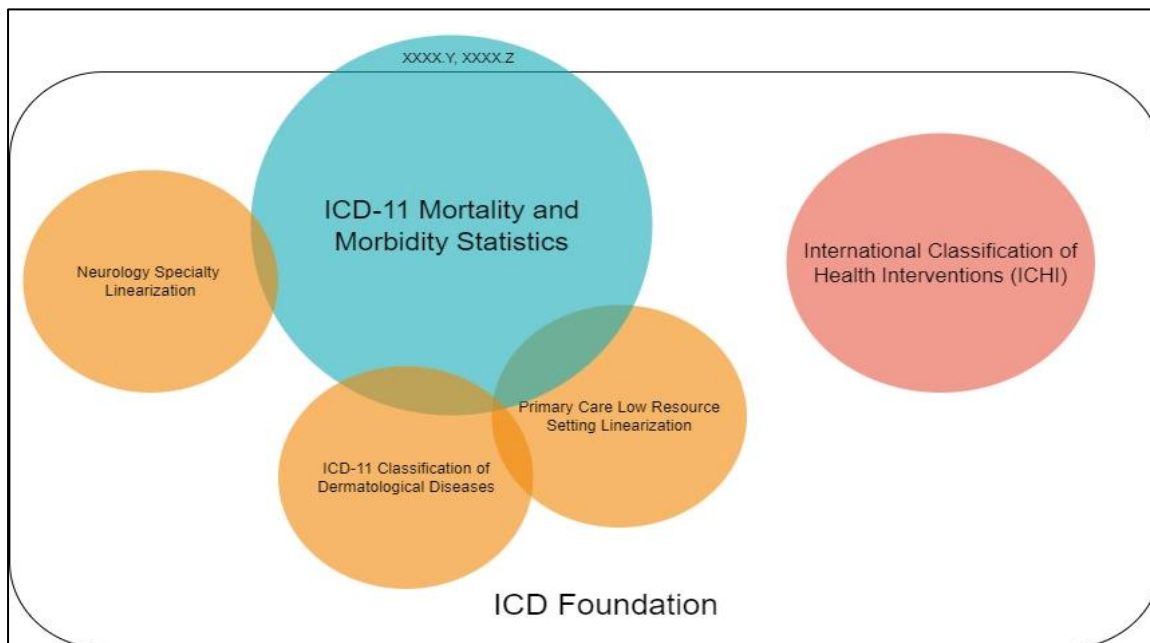 XXXX.Y, XXXX.Z
ICD-11 Mortality and
Morbidity Statistics
International Classification of
Health Interventions (ICHI)
Neurology Specialty
Linearization
Primary Care Low Resource
Setting Linearization
ICD-11 Classification of
Dermatological Diseases
ICD Foundation